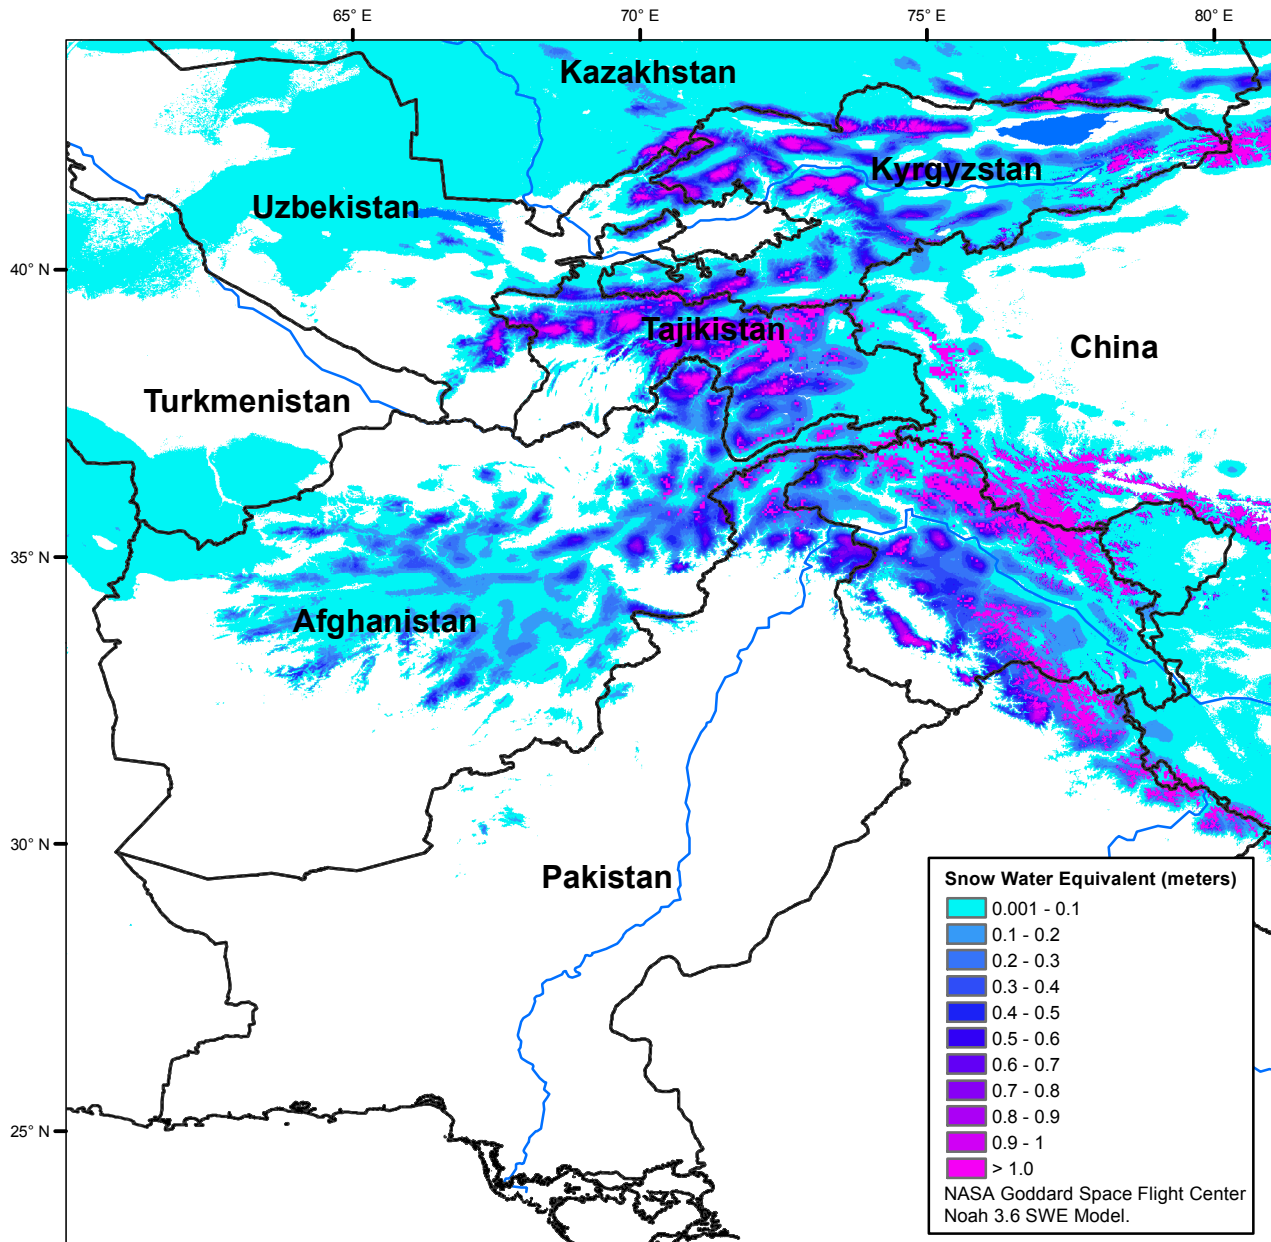 65° E
70° E
75° E
80° E
Kazakhstan
Kyrgyzstan
Uzbekistan
40° N
Tajikistan
China
Turkmenistan
35° N
Afghanistan
30° N
Pakistan
25° N
Snow Water Equivalent (meters)
0.001 - 0.1
0.1 - 0.2
0.2 - 0.3
0.3 - 0.4
0.4 - 0.5
0.5 - 0.6
0.6 - 0.7
0.7 - 0.8
0.8 - 0.9
0.9 - 1
> 1.0
NASA Goddard Space Flight Center
Noah 3.6 SWE Model.